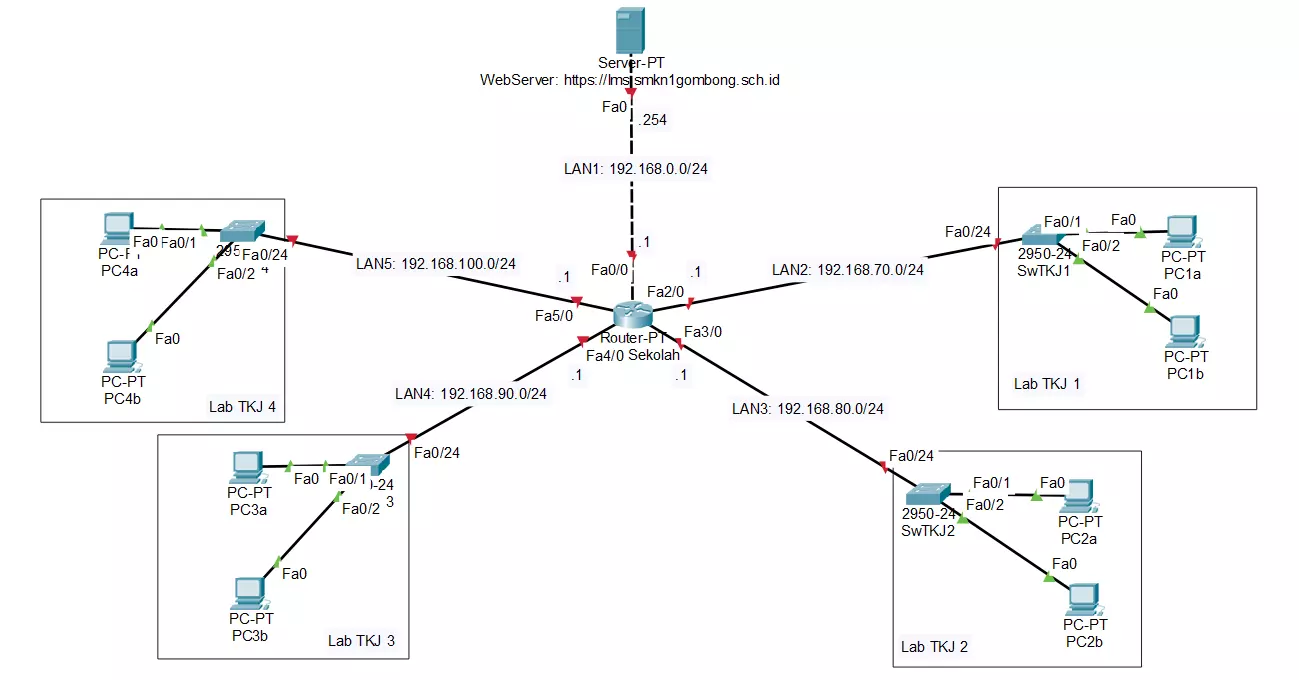 Server-PT
WebServer: https://lms.smkn1gombong.sch.id
Fa0
.254
LAN1: 192.168.0.0/24
.1
Fa0/0
Fa0 Fa0/1
PC4a
Fa0/24
4
Fa0/2
Fa0
PC-PT
PC4b
Lab TKJ 4
LAN5: 192.168.100.0/24
.1
Fa5/0
Fa2/0
.1
LAN2: 192.168.70.0/24
Fa0/24
Fa0/1
Fa0
Fa0/2
2950-24
SwTKJ1
PC-PT
PC1a
Fa0
PC-PT
PC1b
Lab TKJ 1
Router-PT
Sekolah
Fa3/0
Fa4/0
.1
.1
LAN4: 192.168.90.0/24
LAN3: 192.168.80.0/24
Fa0/24
Fa0
Fa0/1
-24
3
Fa0/2
PC-PT
PC3a
Fa0
PC-PT
PC3b
Lab TKJ 3
Fa0/24
Fa0/1
Fa0
Fa0/2
2950-24
SwTKJ2
PC-PT
PC2a
Fa0
PC-PT
PC2b
Lab TKJ 2